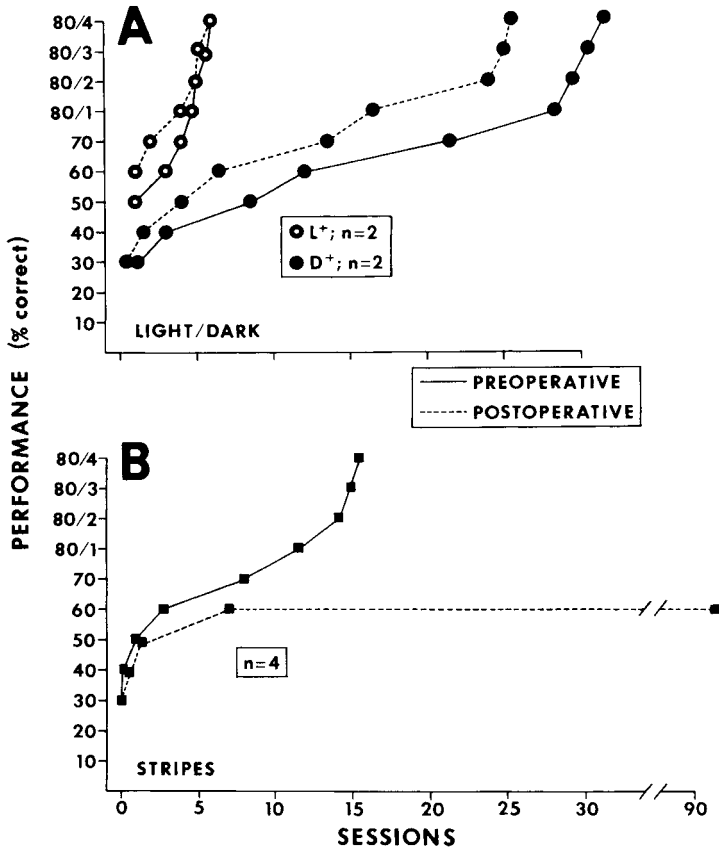 A
80/4
80/3
80/2
80/1
70
60
50
40
30
20
10
L+; n=2
D+; n=2
LIGHT/DARK
PERFORMANCE (% correct)
PREOPERATIVE
POSTOPERATIVE
B
80/4
80/3
80/2
80/1
70
60
50
40
30
20
10
n=4
STRIPES
0 5 10 15 20 25 30 90
SESSIONS